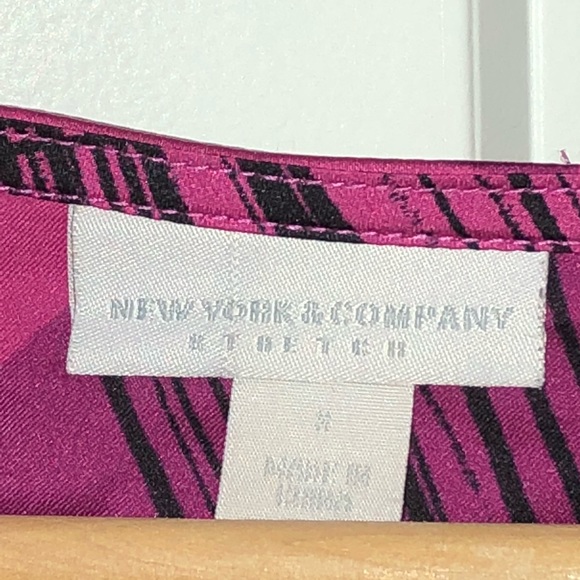 NEW YORK & COMPANY
STRETCH
MADE IN
CHINA